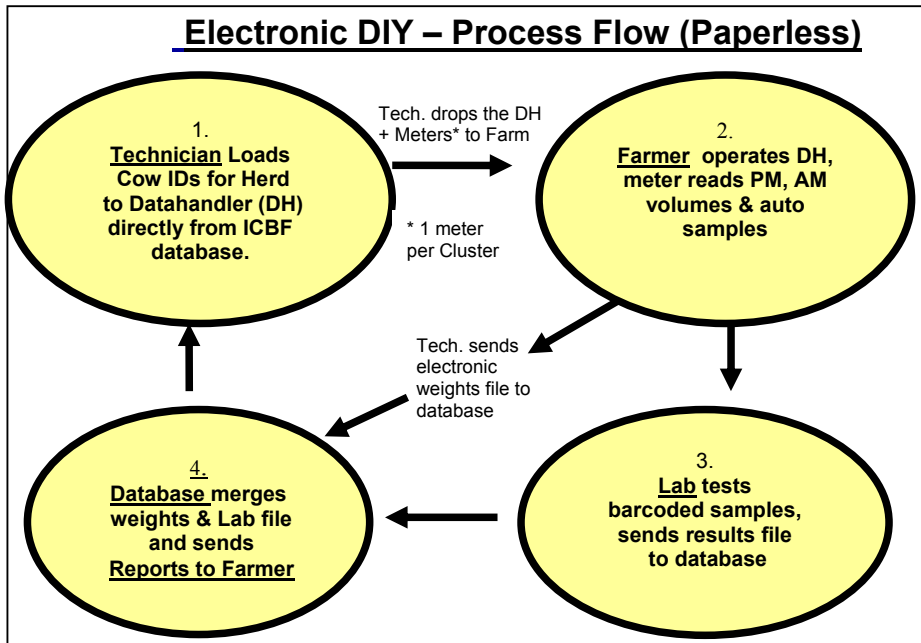 Electronic DIY – Process Flow (Paperless)
1.
Technician Loads
Cow IDs for Herd
to Datahandler (DH)
directly from ICBF
database.
Tech. drops the DH
+ Meters* to Farm
* 1 meter
per Cluster
2.
Farmer operates DH,
meter reads PM, AM
volumes & auto
samples
Tech. sends
electronic
weights file to
database
3.
Lab tests
barcoded samples,
sends results file
to database
4.
Database merges
weights & Lab file
and sends
Reports to Farmer